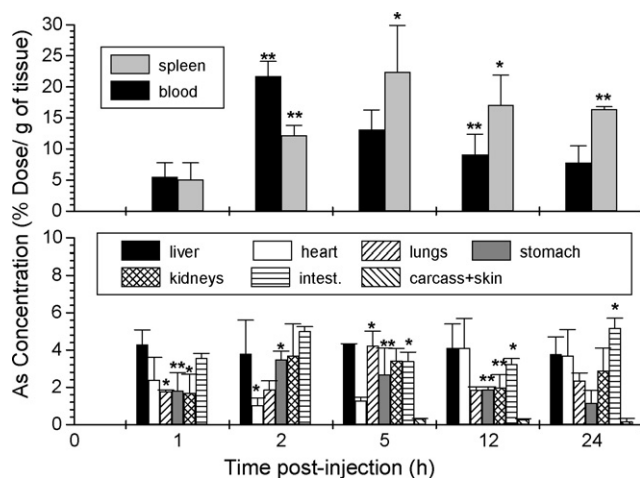 As Concentration (% Dose/ g of tissue)
30
25
20
15
10
5
0
spleen
blood
** ** * ** * **
10
8
6
4
2
0
liver heart lungs stomach
kidneys intest. carcass+skin
* ** * * * * ** * ** ** * *
0 1 2 5 12 24
Time post-injection (h)